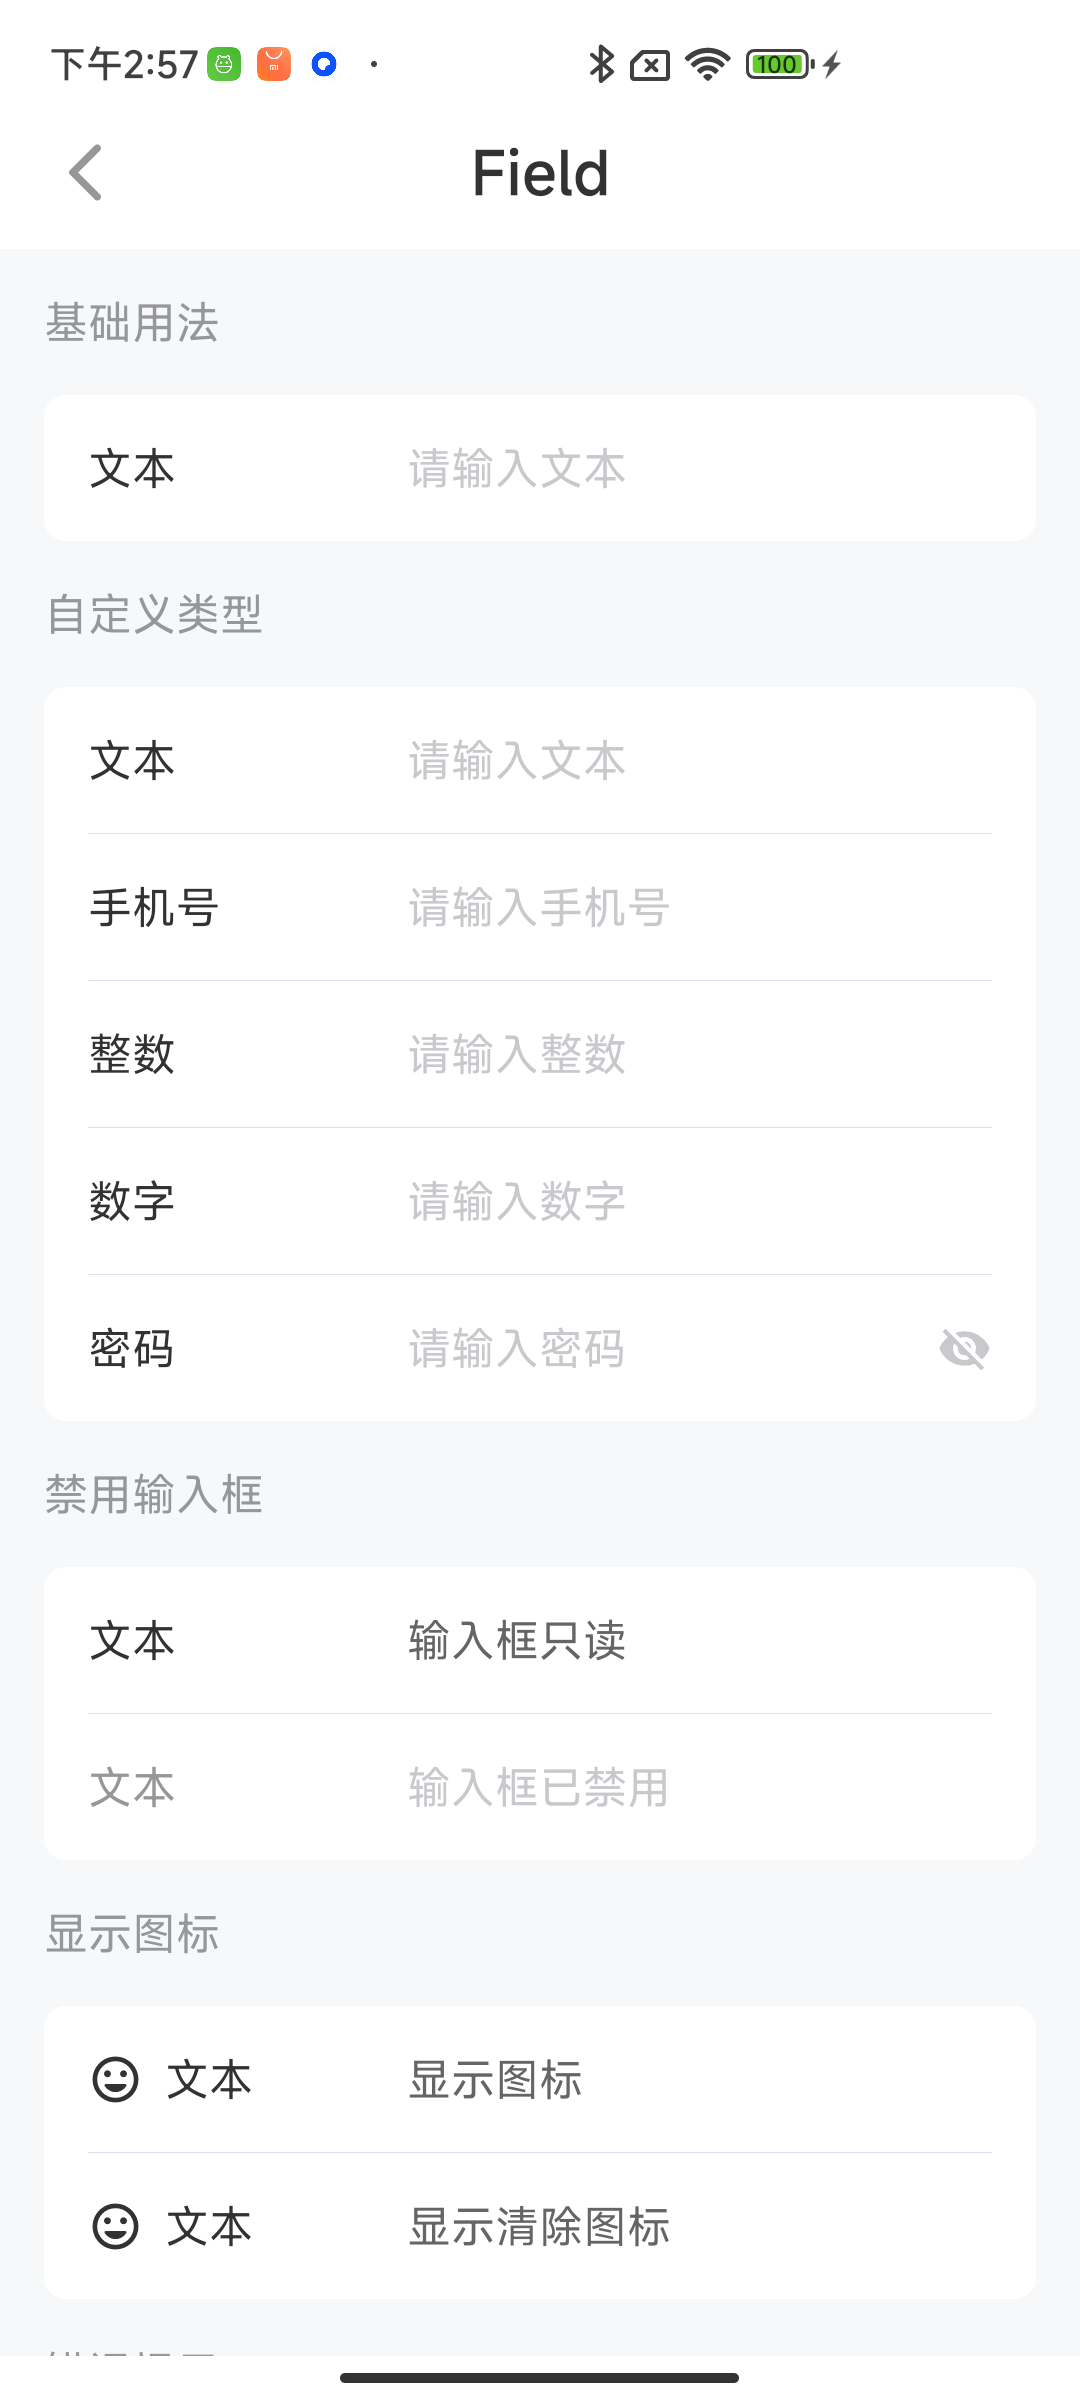 下午2:57
100
Field
基础用法
文本 请输入文本
自定义类型
文本 请输入文本
手机号 请输入手机号
整数 请输入整数
数字 请输入数字
密码 请输入密码
禁用输入框
文本 输入框只读
文本 输入框已禁用
显示图标
文本 显示图标
文本 显示清除图标